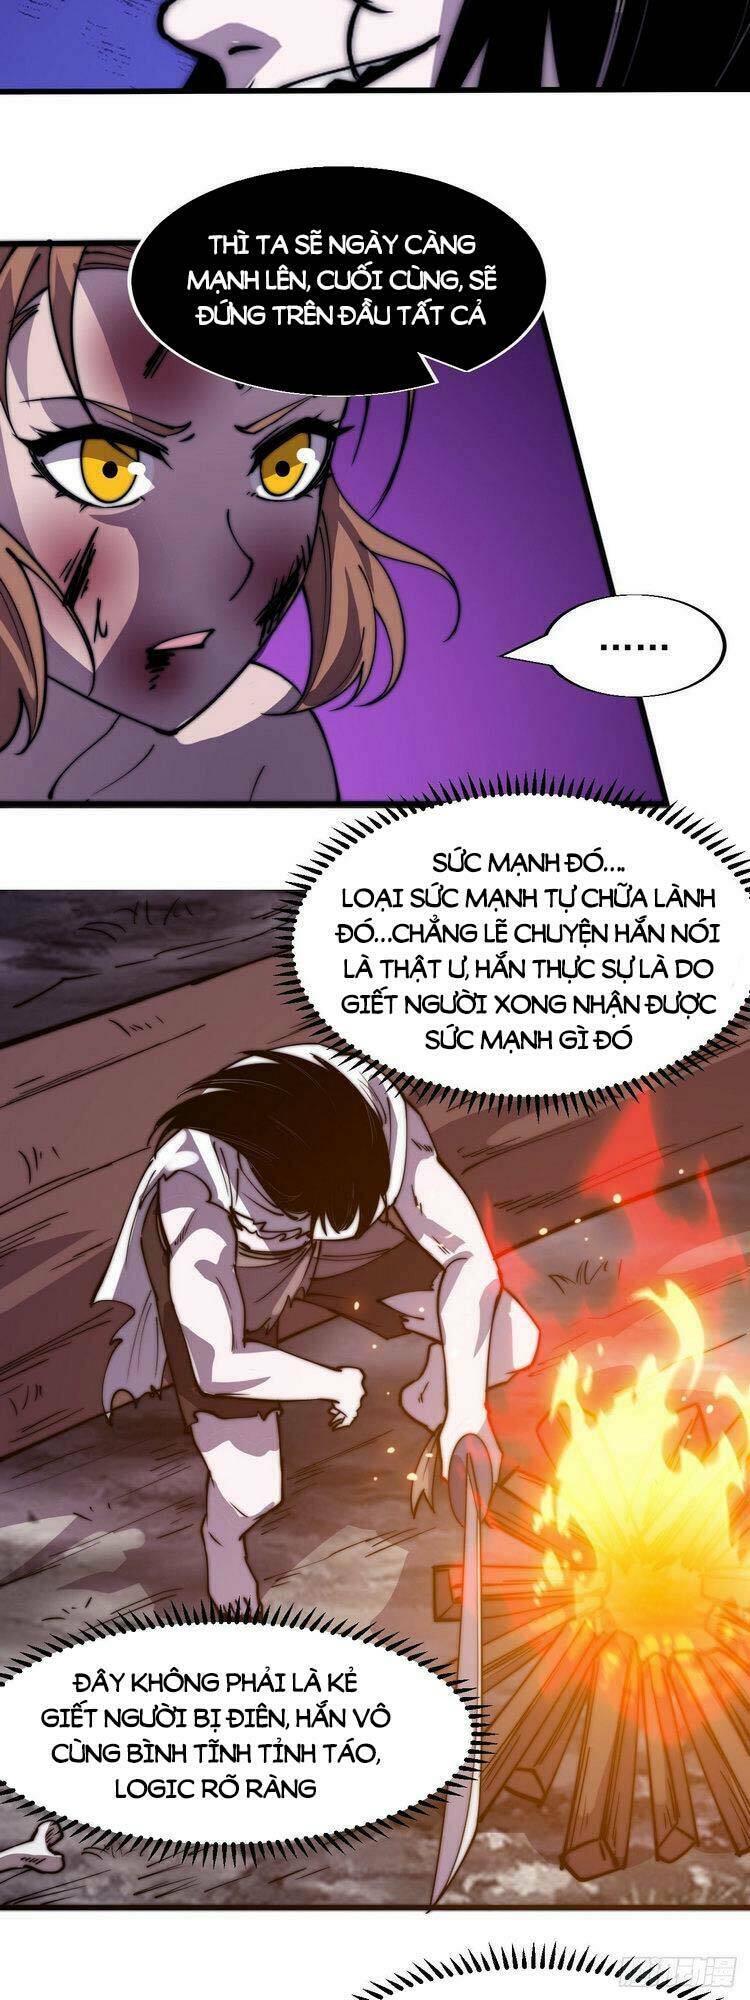 THÌ TA SẼ NGÀY CÀNG
MẠNH LÊN, CUỐI CÙNG, SẼ
ĐỨNG TRÊN ĐẦU TẤT CẢ
......
SỨC MẠNH ĐÓ....
LOẠI SỨC MẠNH TỰ CHỮA LÀNH
ĐÓ...CHẲNG LẼ CHUYỆN HẮN NÓI
LÀ THẬT Ư, HẮN THỰC SỰ LÀ DO
GIẾT NGƯỜI XONG NHẬN ĐƯỢC
SỨC MẠNH GÌ ĐÓ
ĐÂY KHÔNG PHẢI LÀ KẺ
GIẾT NGƯỜI BỊ ĐIÊN, HẮN VÔ
CÙNG BÌNH TĨNH TỈNH TÁO,
LOGIC RÕ RÀNG